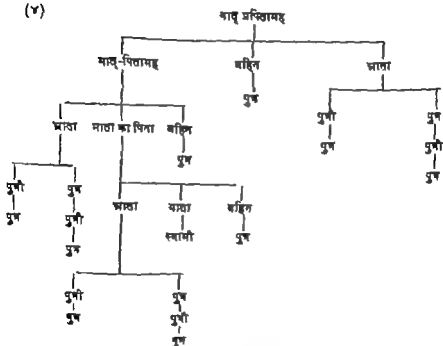 (४)
मातृ प्रपितामह
मातृ-पितामह बहिन भ्राता
पुत्र
भ्राता माता का पिता बहिन पुत्री पुत्र
पुत्र पुत्र पुत्री
पुत्र
पुत्री पुत्र
पुत्र पुत्री
पुत्र
भ्राता माता बहिन
स्वामी पुत्र
पुत्री पुत्र
पुत्र पुत्री
पुत्र